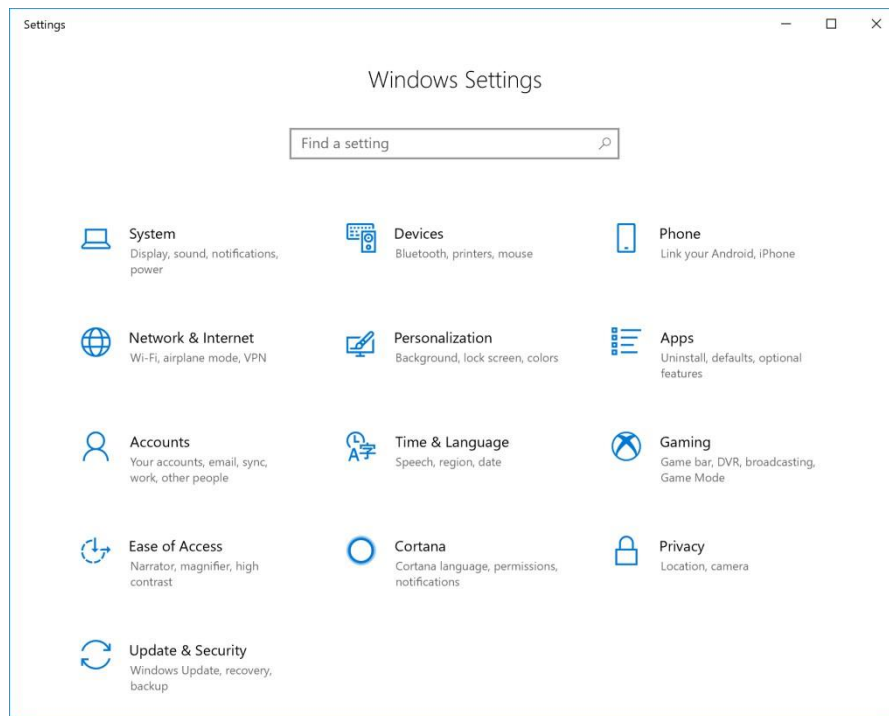 Settings
Windows Settings
Find a setting
System
Display, sound, notifications,
power
Devices
Bluetooth, printers, mouse
Phone
Link your Android, iPhone
Network & Internet
Wi-Fi, airplane mode, VPN
Personalization
Background, lock screen, colors
Apps
Uninstall, defaults, optional
features
Accounts
Your accounts, email, sync,
work, other people
Time & Language
Speech, region, date
Gaming
Game bar, DVR, broadcasting,
Game Mode
Ease of Access
Narrator, magnifier, high
contrast
Cortana
Cortana language, permissions,
notifications
Privacy
Location, camera
Update & Security
Windows Update, recovery,
backup